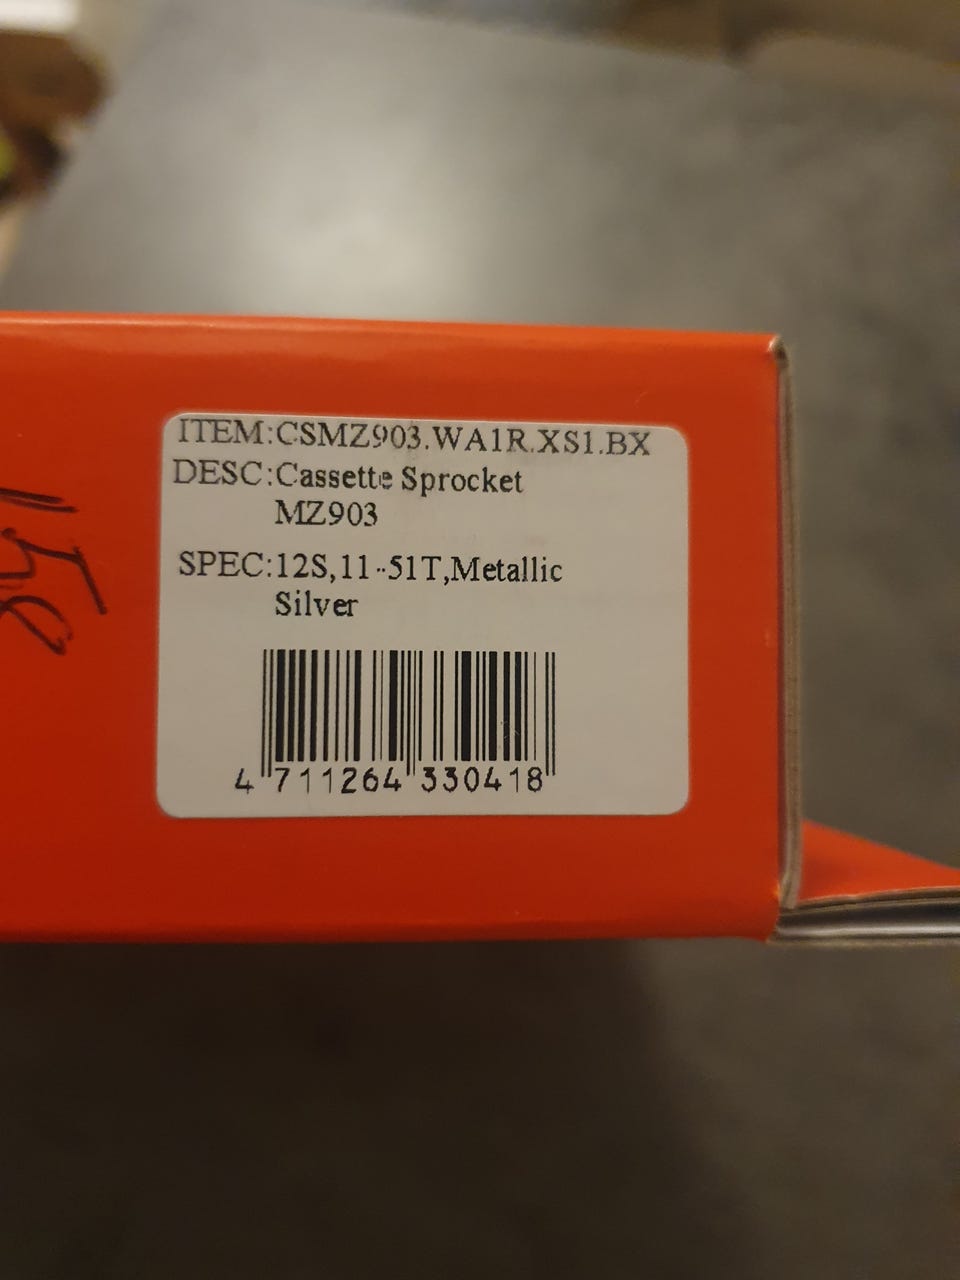 ITEM:CSMZ903.WA1R.XS1.BX
DESC:Cassette Sprocket
MZ903
SPEC:12S,11-51T,Metallic
Silver
4 711264 330418